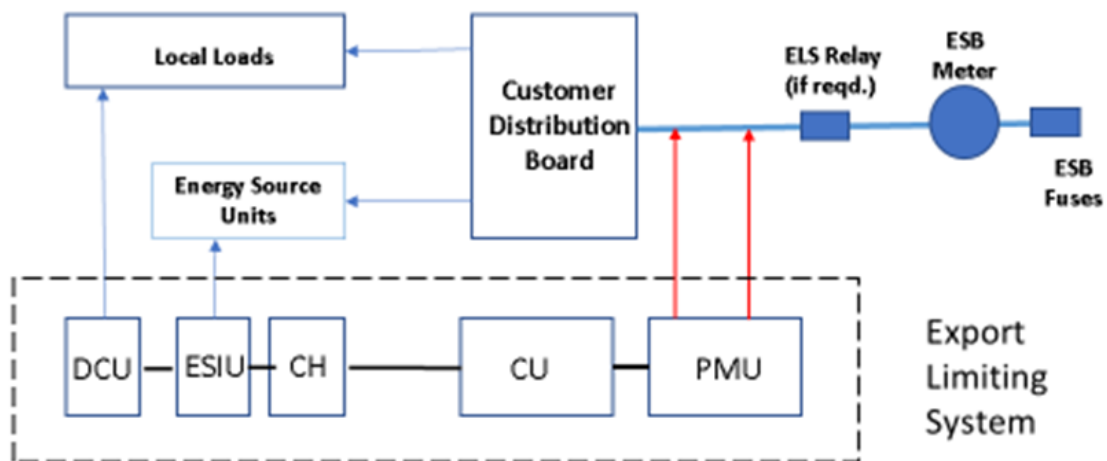 Local Loads
Customer
Distribution
Board
ELS Relay
(if reqd.)
ESB
Meter
ESB
Fuses
Energy Source
Units
DCU
ESIU
CH
CU
PMU
Export
Limiting
System